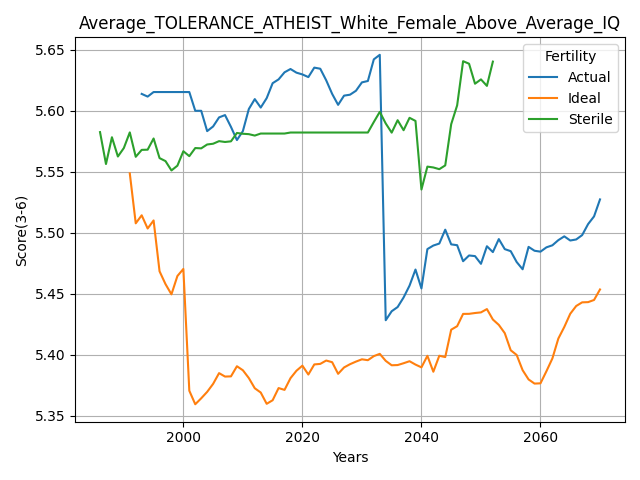 Average_TOLERANCE_ATHEIST_White_Female_Above_Average_IQ
Fertility
Actual
Ideal
Sterile
Score(3-6)
5.65
5.60
5.55
5.50
5.45
5.40
5.35
2000
2020
2040
2060
Years